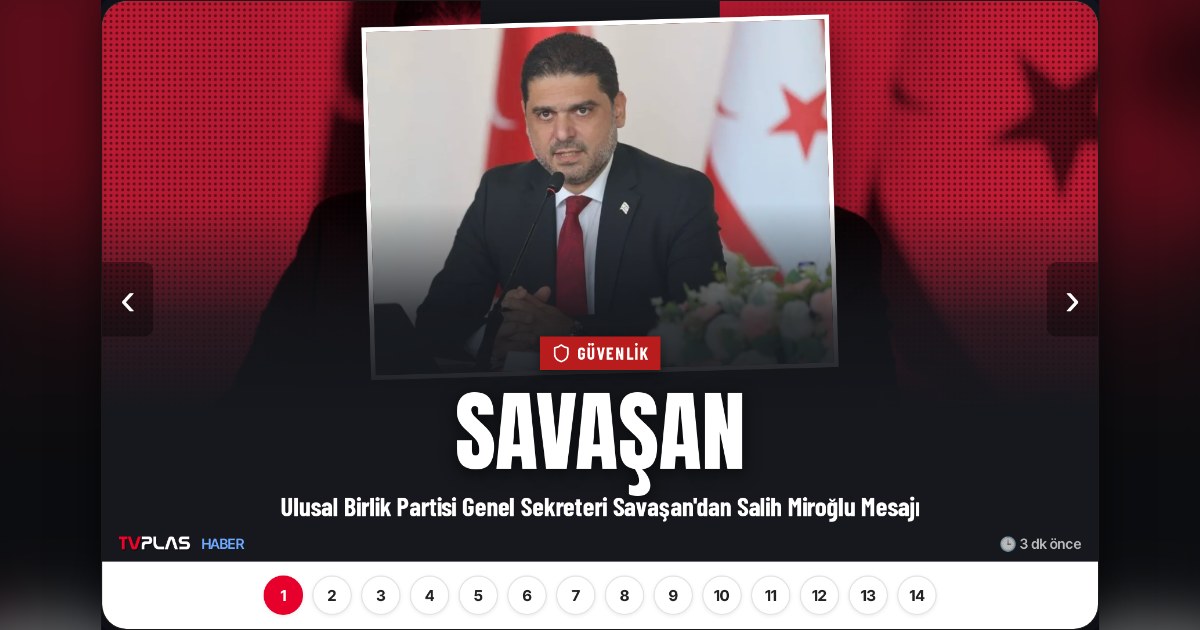 GÜVENLİK
SAVAŞAN
Ulusal Birlik Partisi Genel Sekreteri Savaşan'dan Salih Miroğlu Mesajı
TVPLAS HABER
3 dk önce
1 2 3 4 5 6 7 8 9 10 11 12 13 14